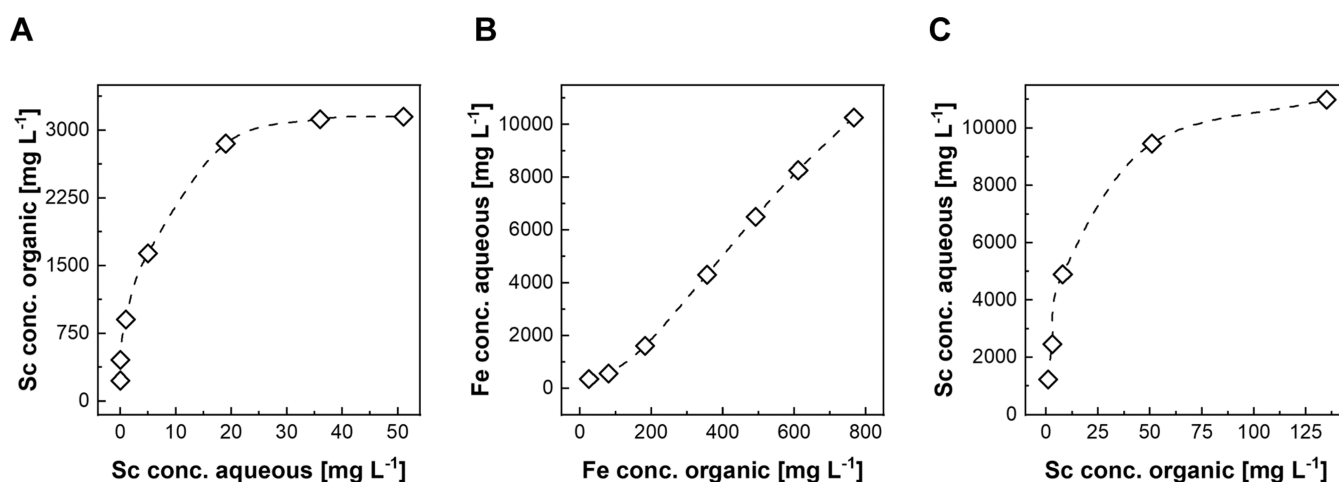 A
B
C
Sc conc. organic [mg L⁻¹]
3000
2250
1500
750
0
0 10 20 30 40 50
Sc conc. aqueous [mg L⁻¹]
Fe conc. aqueous [mg L⁻¹]
10000
8000
6000
4000
2000
0
0 200 400 600 800
Fe conc. organic [mg L⁻¹]
Sc conc. aqueous [mg L⁻¹]
10000
8000
6000
4000
2000
0
0 25 50 75 100 125
Sc conc. organic [mg L⁻¹]